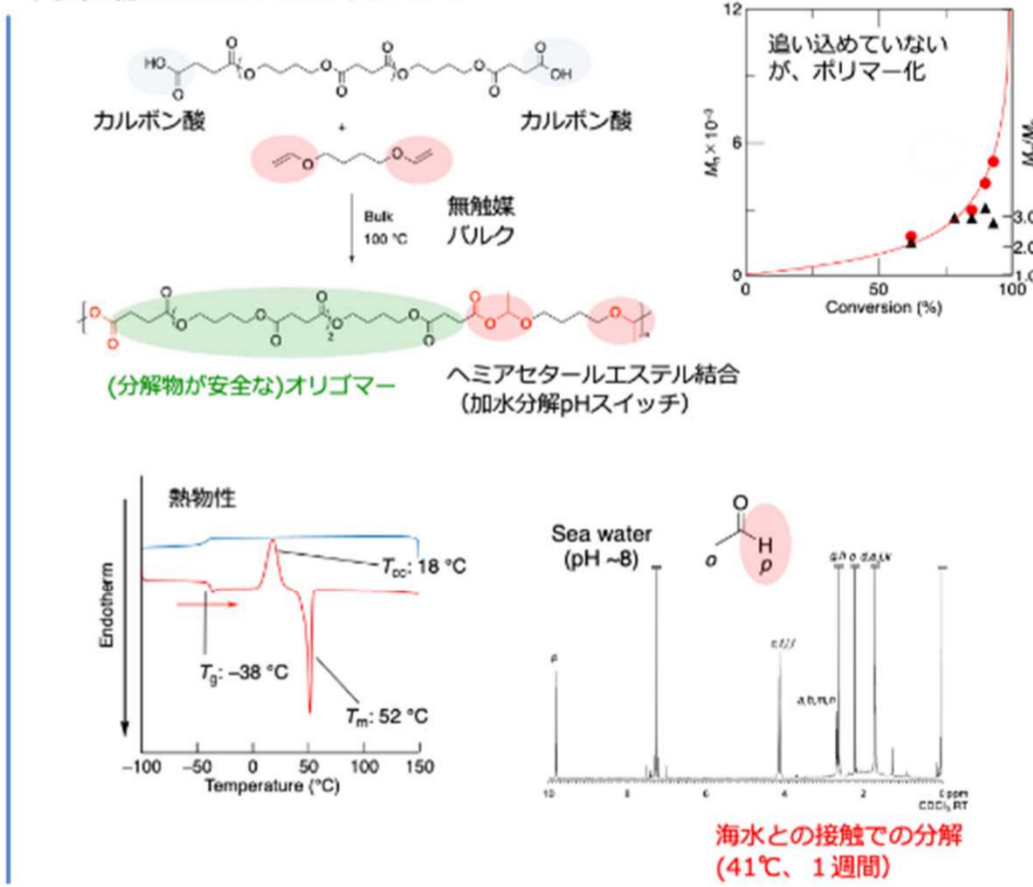 HO
O
O
O
O
O
O
O
O
O
OH
カルボン酸
カルボン酸
+
O
O
Bulk
100 °C
無触媒
バルク
O
O
O
O
O
O
O
2
O
O
O
O
O
O
(分解物が安全な)オリゴマー
ヘミアセタールエステル結合
(加水分解pHスイッチ)
12
6
0
Mn × 10⁻³
追い込めていない
が、ポリマー化
3.0
2.0
1.0
0
50
100
Conversion (%)
熱物性
Endotherm
Tcc: 18 °C
Tg: −38 °C
Tm: 52 °C
−100
−50
0
50
100
150
Temperature (°C)
Sea water
(pH ~8)
O
o
H
p
p
a,b,m,n
10
8
6
4
2
0 ppm
CDCl₃, RT
海水との接触での分解
(41℃、1週間)